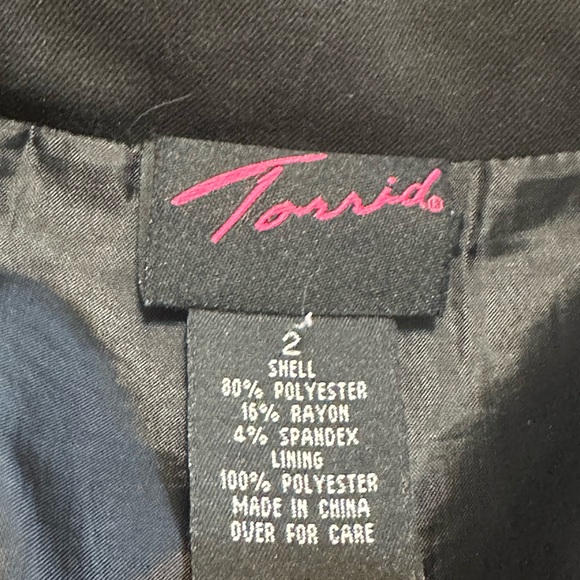 Torrid®
2
SHELL
80% POLYESTER
16% RAYON
4% SPANDEX
LINING
100% POLYESTER
MADE IN CHINA
OVER FOR CARE